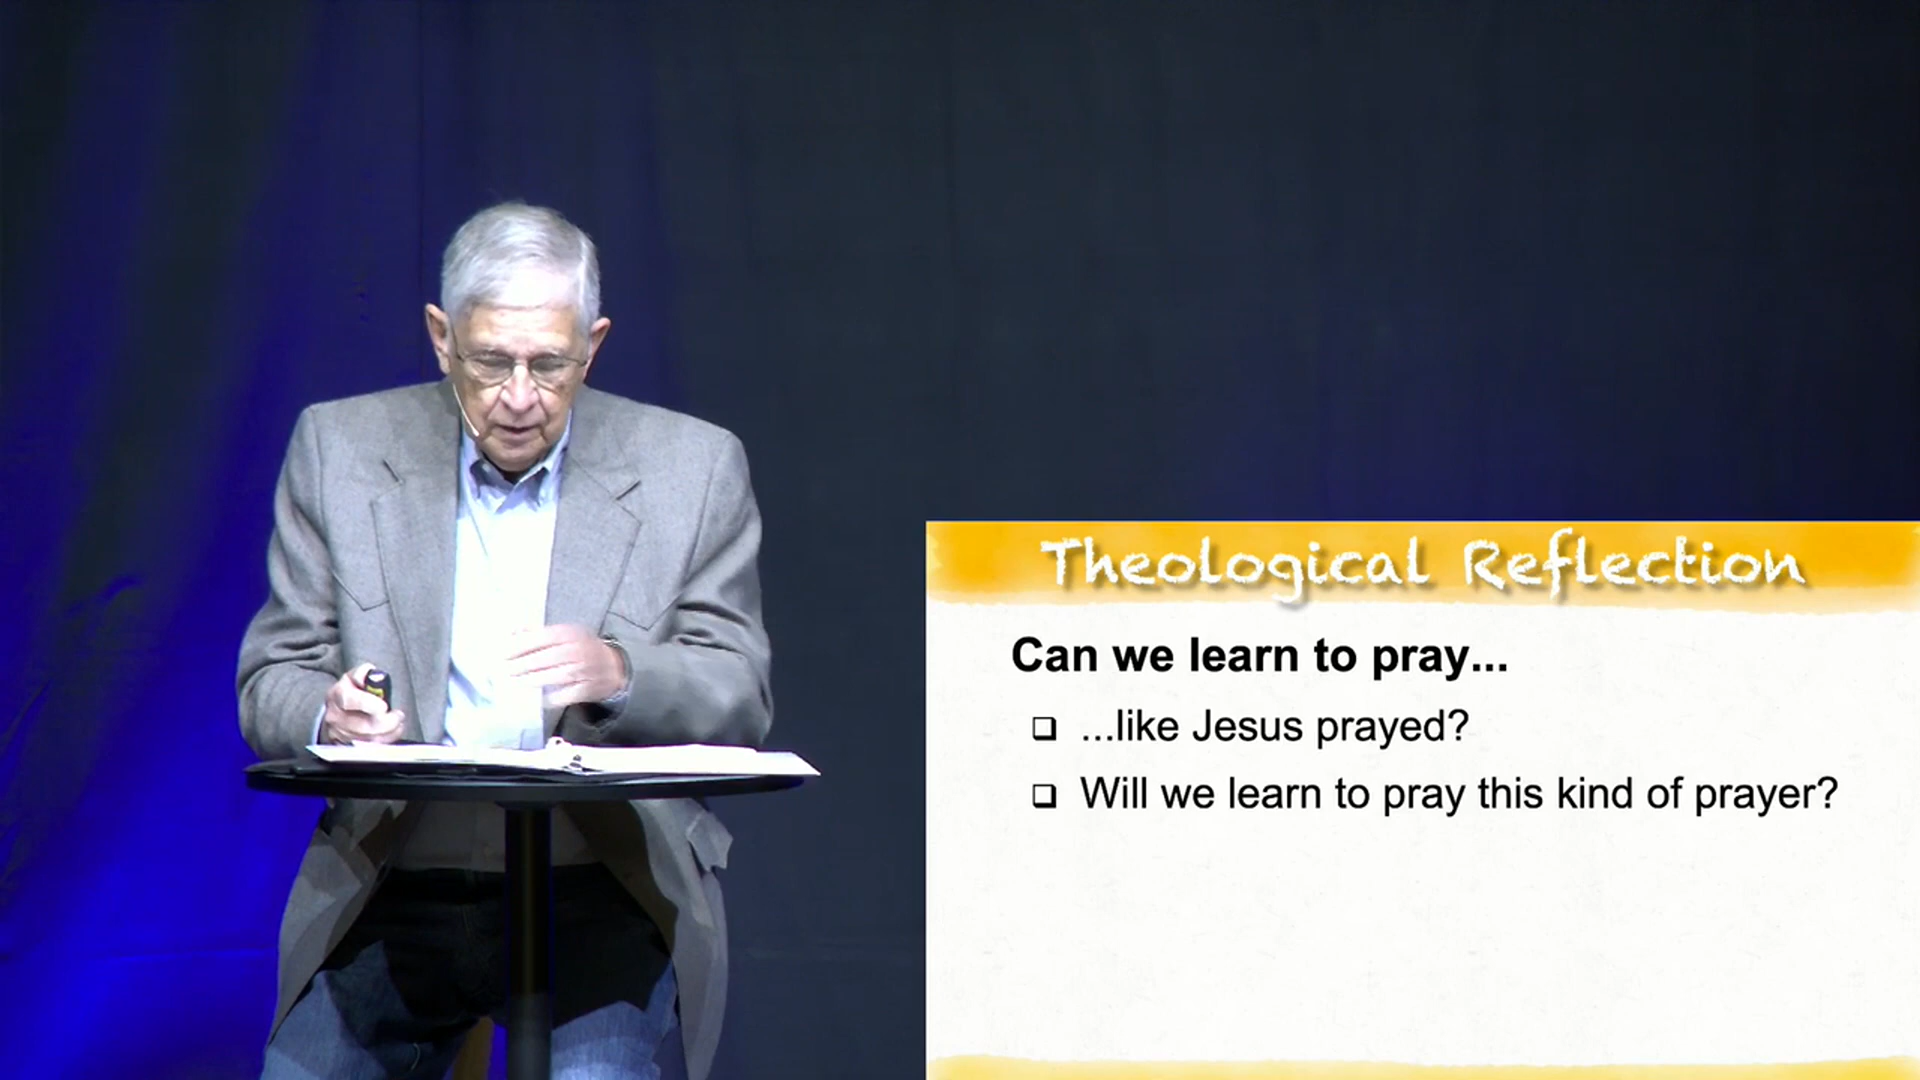 Theological Reflection
Can we learn to pray...
❑ ...like Jesus prayed?
❑ Will we learn to pray this kind of prayer?